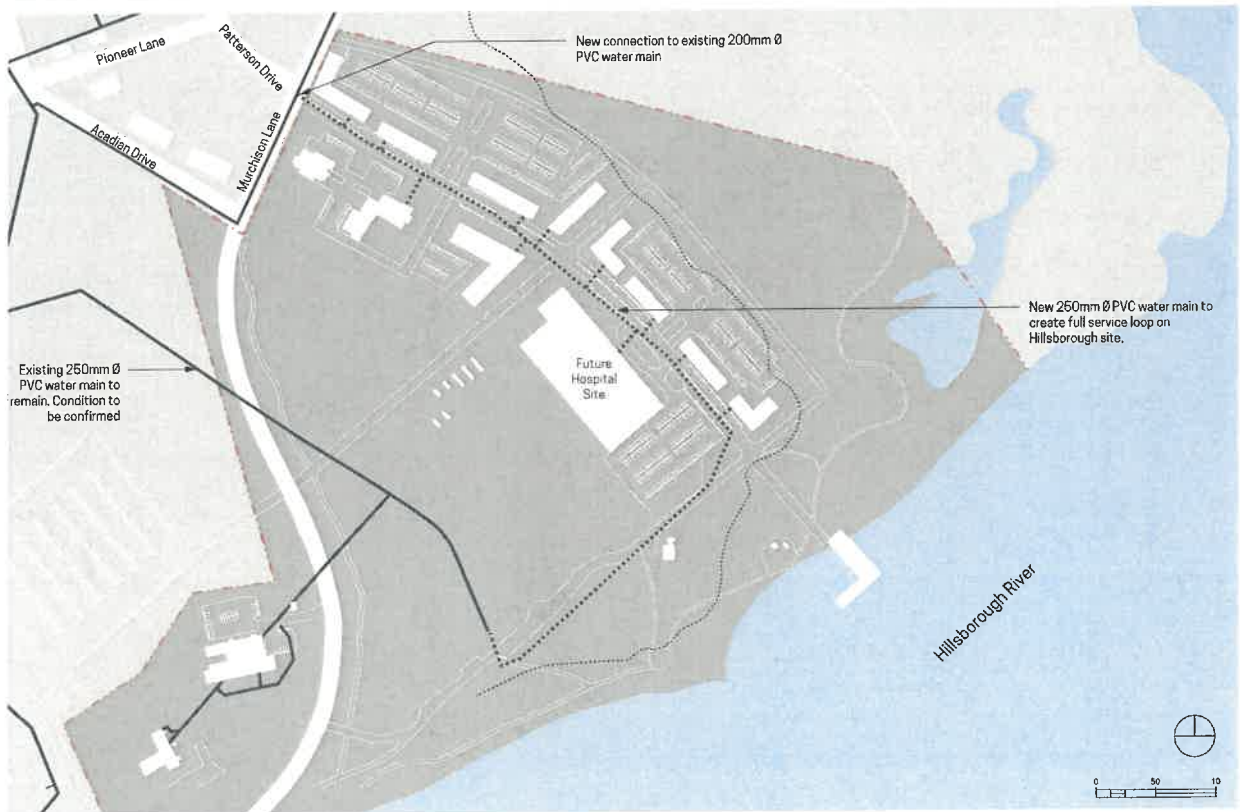 Pioneer Lane
Patterson Drive
New connection to existing 200mm Ø
PVC water main
Acadian Drive
Murchison Lane
New 250mm Ø PVC water main to
create full service loop on
Hillsborough site.
Existing 250mm Ø
PVC water main to
remain. Condition to
be confirmed
Future
Hospital
Site
Hillsborough River
0 50 10